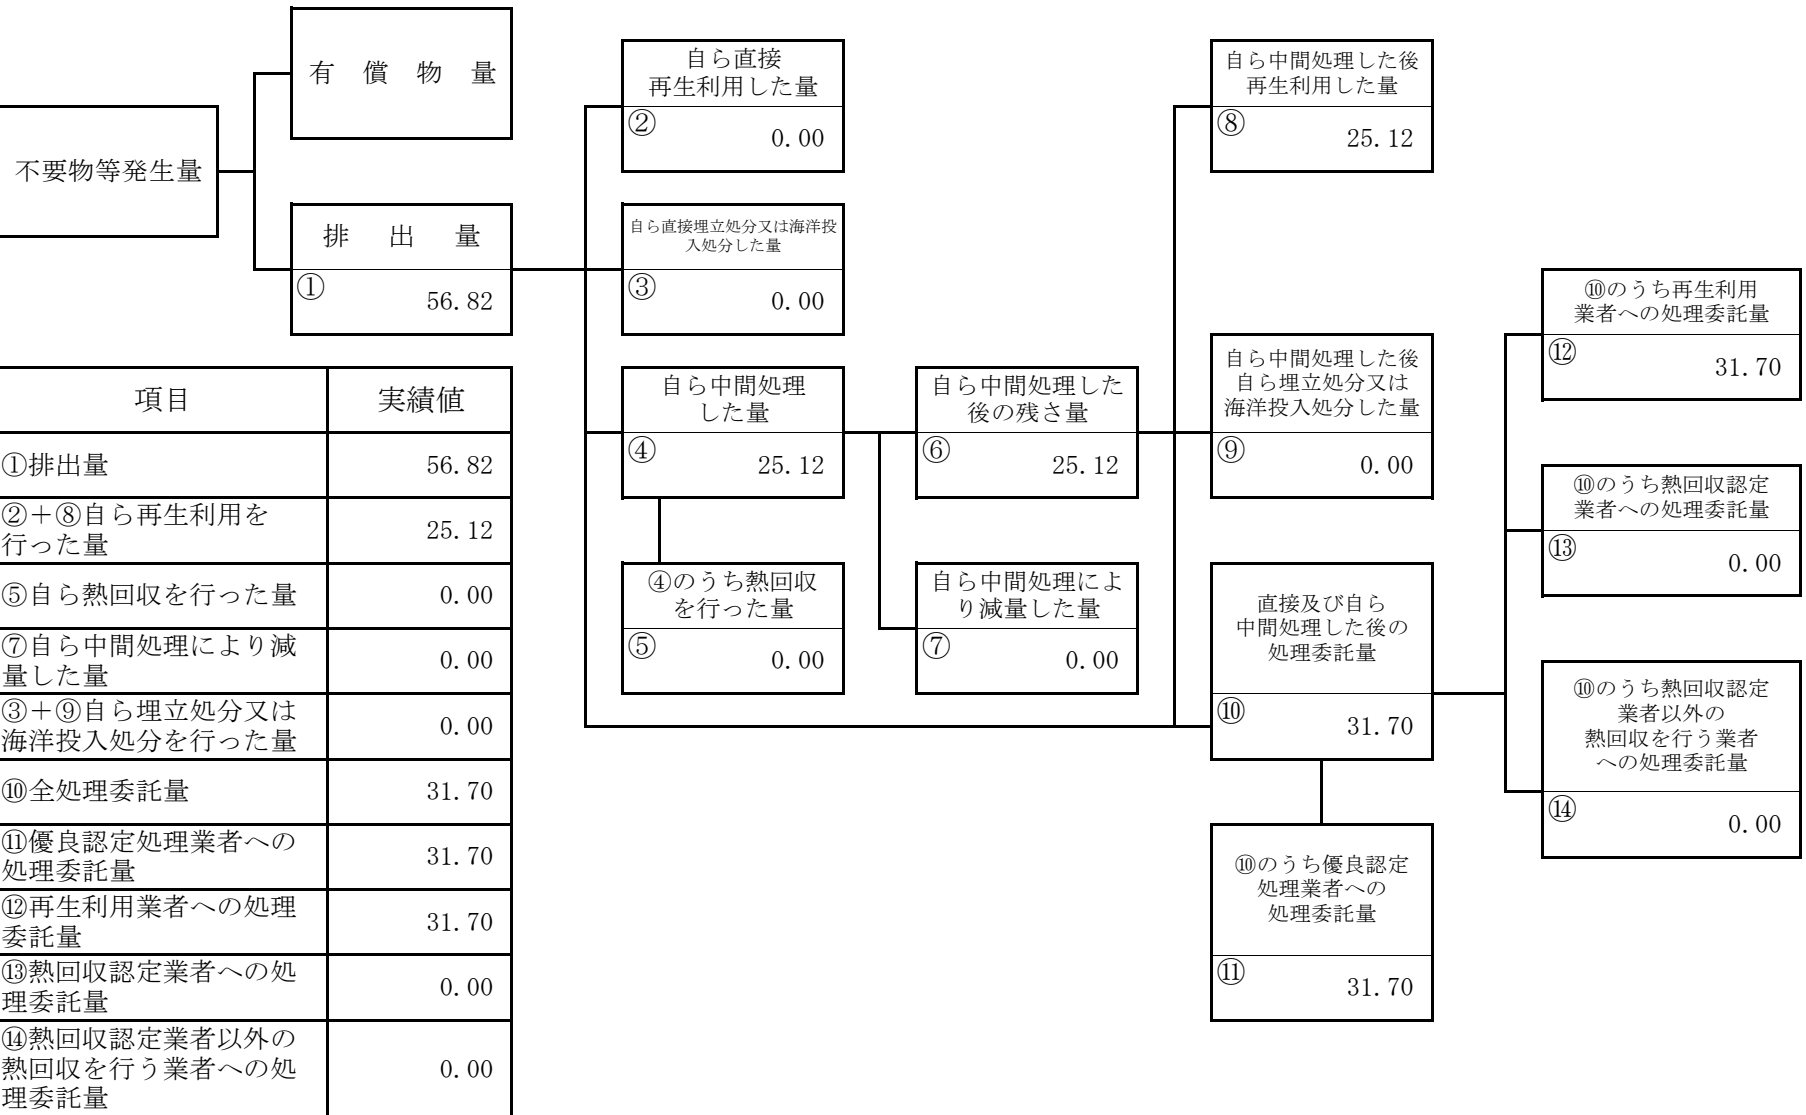 不要物等発生量
有 償 物 量
排 出 量
①
56.82
自ら直接
再生利用した量
②
0.00
自ら直接埋立処分又は海洋投
入処分した量
③
0.00
自ら中間処理
した量
④
25.12
④のうち熱回収
を行った量
⑤
0.00
自ら中間処理した
後の残さ量
⑥
25.12
自ら中間処理によ
り減量した量
⑦
0.00
自ら中間処理した後
再生利用した量
⑧
25.12
自ら中間処理した後
自ら埋立処分又は
海洋投入処分した量
⑨
0.00
直接及び自ら
中間処理した後の
処理委託量
⑩
31.70
⑩のうち優良認定
処理業者への
処理委託量
⑪
31.70
⑩のうち再生利用
業者への処理委託量
⑫
31.70
⑩のうち熱回収認定
業者への処理委託量
⑬
0.00
⑩のうち熱回収認定
業者以外の
熱回収を行う業者
への処理委託量
⑭
0.00
項目 実績値
①排出量 56.82
②＋⑧自ら再生利用を
行った量 25.12
⑤自ら熱回収を行った量 0.00
⑦自ら中間処理により減
量した量 0.00
③＋⑨自ら埋立処分又は
海洋投入処分を行った量 0.00
⑩全処理委託量 31.70
⑪優良認定処理業者への
処理委託量 31.70
⑫再生利用業者への処理
委託量 31.70
⑬熱回収認定業者への処
理委託量 0.00
⑭熱回収認定業者以外の
熱回収を行う業者への処
理委託量 0.00